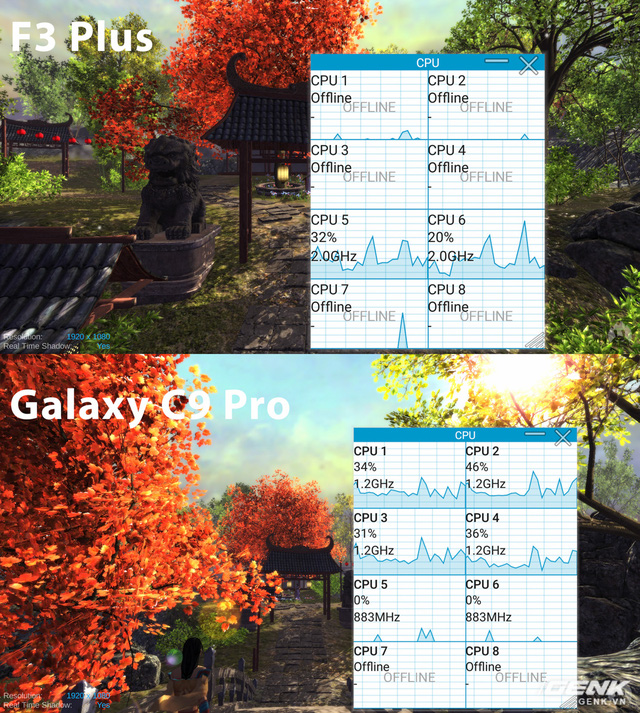 F3 Plus
CPU
CPU 1
Offline
OFFLINE
-
CPU 2
Offline
OFFLINE
-
CPU 3
Offline
OFFLINE
-
CPU 4
Offline
OFFLINE
-
CPU 5
32%
2.0GHz
CPU 6
20%
2.0GHz
CPU 7
Offline
OFFLINE
-
CPU 8
Offline
OFFLINE
-
Resolution: 1920 x 1080
Real Time Shadow: Yes
Galaxy C9 Pro
CPU
CPU 1
34%
1.2GHz
CPU 2
46%
1.2GHz
CPU 3
31%
1.2GHz
CPU 4
36%
1.2GHz
CPU 5
0%
883MHz
CPU 6
0%
883MHz
CPU 7
Offline
OFFLINE
-
CPU 8
Offline
OFFLINE
-
Resolution: 1920 x 1080
Real Time Shadow: Yes
GENK
GENK.VN